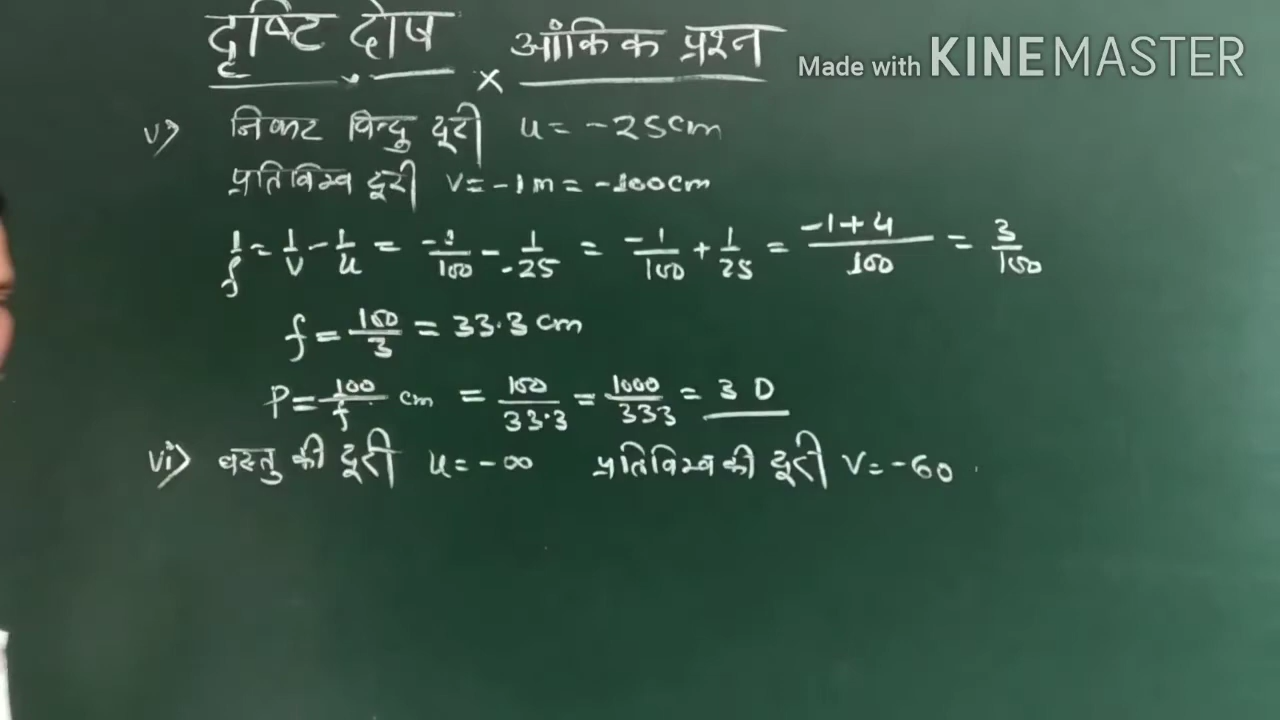 दृष्टि दोष × आंकिक प्रश्न
Made with KINEMASTER
v> निकट विन्दु दूरी u = -25cm
प्रतिविम्ब दूरी v = -1m = -100cm
1/f = 1/v - 1/u = -1/100 - 1/-25 = -1/100 + 1/25 = -1+4/100 = 3/100
f = 100/3 = 33.3 cm
P = 100/f cm = 100/33.3 = 1000/333 = 3 D
vi> वस्तु की दूरी u = -∞ प्रतिविम्ब की दूरी v = -60